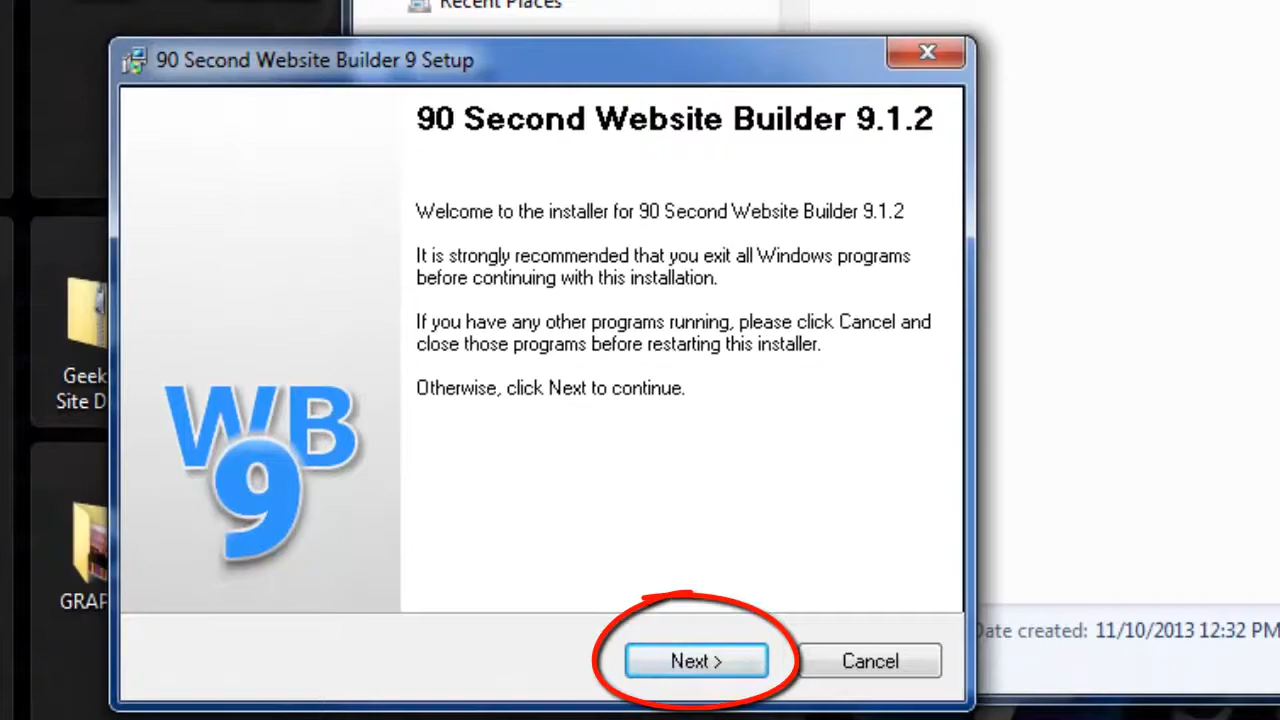 Recent Places
90 Second Website Builder 9 Setup
90 Second Website Builder 9.1.2
Welcome to the installer for 90 Second Website Builder 9.1.2
It is strongly recommended that you exit all Windows programs
before continuing with this installation.
If you have any other programs running, please click Cancel and
close those programs before restarting this installer.
Otherwise, click Next to continue.
WB
9
Geek
Site D
GRAP
Date created: 11/10/2013 12:32 PM
Next >
Cancel